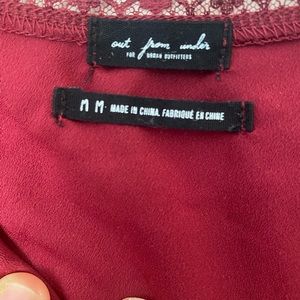 out from under
FOR URBAN OUTFITTERS
M M· MADE IN CHINA. FABRIQUÉ EN CHINE